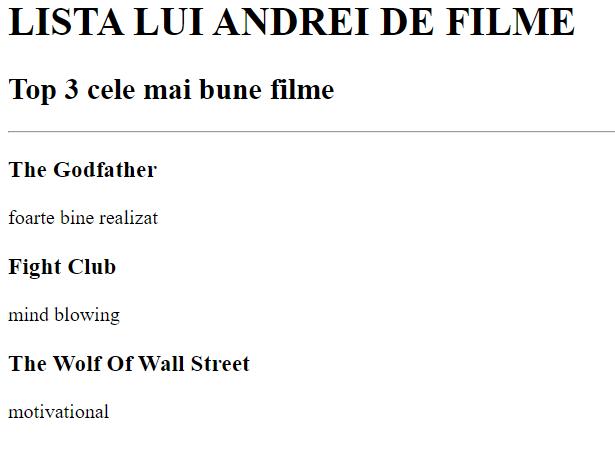 LISTA LUI ANDREI DE FILME
Top 3 cele mai bune filme
The Godfather
foarte bine realizat
Fight Club
mind blowing
The Wolf Of Wall Street
motivational